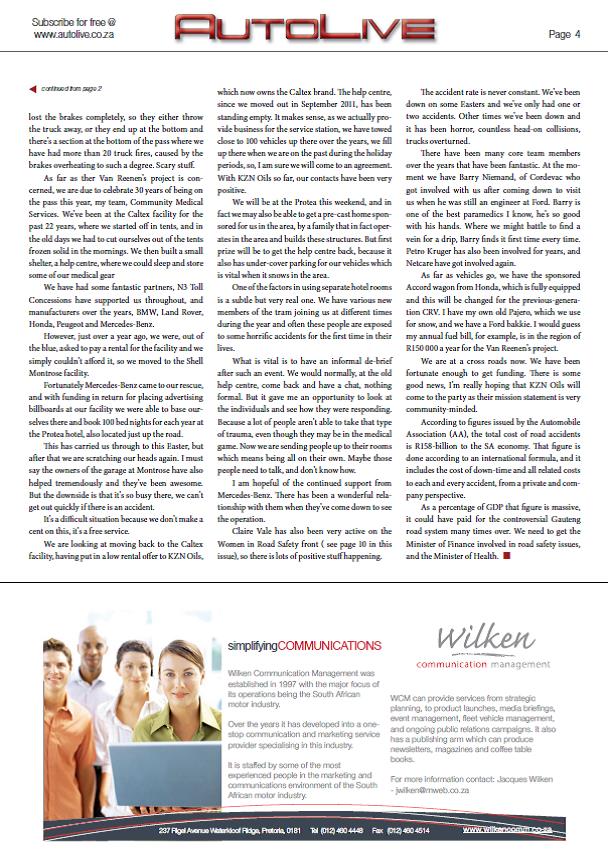 Subscribe for free @
www.autolive.co.za
AUTOLIVE
Page 4
continued from page 2
lost the brakes completely, so they either throw
the truck away, or they end up at the bottom and
there's a section at the bottom of the pass where we
have had more than 20 truck fires, caused by the
brakes overheating to such a degree. Scary stuff.
As far as ther Van Reenen's project is con-
cerned, we are due to celebrate 30 years of being on
the pass this year, my team, Community Medical
Services. We've been at the Caltex facility for the
past 22 years, where we started off in tents, and in
the old days we had to cut ourselves out of the tents
frozen solid in the mornings. We then built a small
shelter, a help centre, where we could sleep and store
some of our medical gear
We have had some fantastic partners, N3 Toll
Concessions have supported us throughout, and
manufacturers over the years, BMW, Land Rover,
Honda, Peugeot and Mercedes-Benz.
However, just over a year ago, we were, out of
the blue, asked to pay a rental for the facility and we
simply couldn't afford it, so we moved to the Shell
Montrose facility.
Fortunately Mercedes-Benz came to our rescue,
and with funding in return for placing advertising
billboards at our facility we were able to base our-
selves there and book 100 bed nights for each year at
the Protea hotel, also located just up the road.
This has carried us through to this Easter, but
after that we are scratching our heads again. I must
say the owners of the garage at Montrose have also
helped tremendously and they've been awesome.
But the downside is that it's so busy there, we can't
get out quickly if there is an accident.
It's a difficult situation because we don't make a
cent on this, it's a free service.
We are looking at moving back to the Caltex
facility, having put in a low rental offer to KZN Oils,
which now owns the Caltex brand. The help centre,
since we moved out in September 2011, has been
standing empty. It makes sense, as we actually pro-
vide business for the service station, we have towed
close to 100 vehicles up there over the years, we fill
up there when we are on the past during the holiday
periods, so, I am sure we will come to an agreement.
With KZN Oils so far, our contacts have been very
positive.
We will be at the Protea this weekend, and in
fact we may also be able to get a pre-cast home spon-
sored for us in the area, by a family that in fact oper-
ates in the area and builds these structures. But first
prize will be to get the help centre back, because it
also has under-cover parking for our vehicles which
is vital when it snows in the area.
One of the factors in using separate hotel rooms
is a subtle but very real one. We have various new
members of the tram joining us at different times
during the year and often these people are exposed
to some horrific accidents for the first time in their
lives.
What is vital is to have an informal de-brief
after such an event. We would normally, at the old
help centre, come back and have a chat, nothing
formal. But it gave me an opportunity to look at
the individuals and see how they were responding.
Because a lot of people aren't able to take that type
of trauma, even though they may be in the medical
game. Now we are sending people up to their rooms
which means being all on their own. Maybe those
people need to talk, and don't know how.
I am hopeful of the continued support from
Mercedes-Benz. There has been a wonderful rela-
tionship with them when they've come down to see
the operation.
Claire Vale has also been very active on the
Women in Road Safety front ( see page 10 in this
issue), so there is lots of positive stuff happening.
The accident rate is never constant. We've been
down on some Easters and we've only had one or
two accidents. Other times we've been down and
it has been horror, countless head-on collisions,
trucks overturned.
There have been many core team members
over the years that have been fantastic. At the mo-
ment we have Barry Niemand, of Cordevac who
got involved with us after coming down to visit
us when he was still an engineer at Ford. Barry is
one of the best paramedics I know, he's so good
with his hands. Where we might battle to find a
vein for a drip, Barry finds it first time every time.
Petro Kruger has also been involved for years, and
Netcare have got involved again.
As far as vehicles go, we have the sponsored
Accord wagon from Honda, which is fully equipped
and this will be changed for the previous-genera-
tion CRV. I have my own old Pajero, which we use
for snow, and we have a Ford bakkie. I would guess
my annual fuel bill, for example, is in the region of
R150 000 a year for the Van Reenen's project.
We are at a cross roads now. We have been
fortunate enough to get funding. There is some
good news, I'm really hoping that KZN Oils will
come to the party as their mission statement is very
community-minded.
According to figures issued by the Automobile
Association (AA), the total cost of road accidents
is R158-billion to the SA economy. That figure is
done according to an international formula, and it
includes the cost of down-time and all related costs
to each and every accident, from a private and com-
pany perspective.
As a percentage of GDP that figure is massive,
it could have paid for the controversial Gauteng
road system many times over. We need to get the
Minister of Finance involved in road safety issues,
and the Minister of Health.
simplifyingCOMMUNICATIONS
Wilken Communication Management was
established in 1997 with the major focus of
its operations being the South African
motor industry.
Over the years it has developed into a one-
stop communication and marketing service
provider specialising in this industry.
It is staffed by some of the most
experienced people in the marketing and
communications environment of the South
African motor industry.
Wilken
communication management
WCM can provide services from strategic
planning, to product launches, media briefings,
event management, fleet vehicle management,
and ongoing public relations campaigns. It also
has a publishing arm which can produce
newsletters, magazines and coffee table
books.
For more information contact: Jacques Wilken
- jwilken@mweb.co.za
237 Rigel Avenue Waterkloof Ridge, Pretoria, 0181 Tel (012) 460 4448 Fax (012) 460 4514 www.wilkencomm.co.za